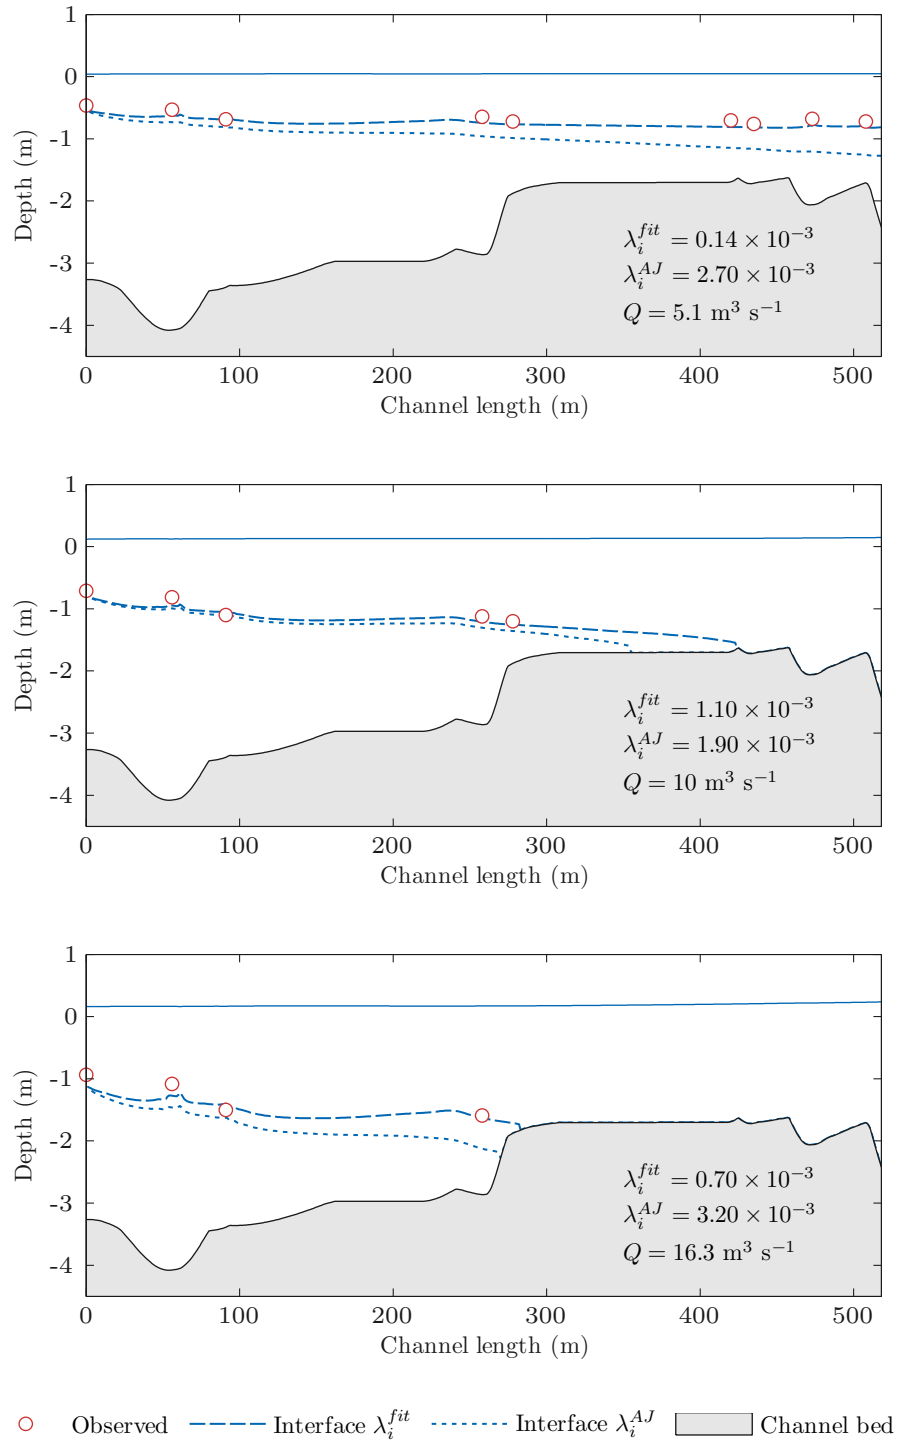 1
0
-1
-2
-3
-4
Depth (m)
λ_i^{fit} = 0.14 × 10^{-3}
λ_i^{AJ} = 2.70 × 10^{-3}
Q = 5.1 m³ s⁻¹
0 100 200 300 400 500
Channel length (m)
1
0
-1
-2
-3
-4
Depth (m)
λ_i^{fit} = 1.10 × 10^{-3}
λ_i^{AJ} = 1.90 × 10^{-3}
Q = 10 m³ s⁻¹
0 100 200 300 400 500
Channel length (m)
1
0
-1
-2
-3
-4
Depth (m)
λ_i^{fit} = 0.70 × 10^{-3}
λ_i^{AJ} = 3.20 × 10^{-3}
Q = 16.3 m³ s⁻¹
0 100 200 300 400 500
Channel length (m)
Observed Interface λ_i^{fit} Interface λ_i^{AJ} Channel bed